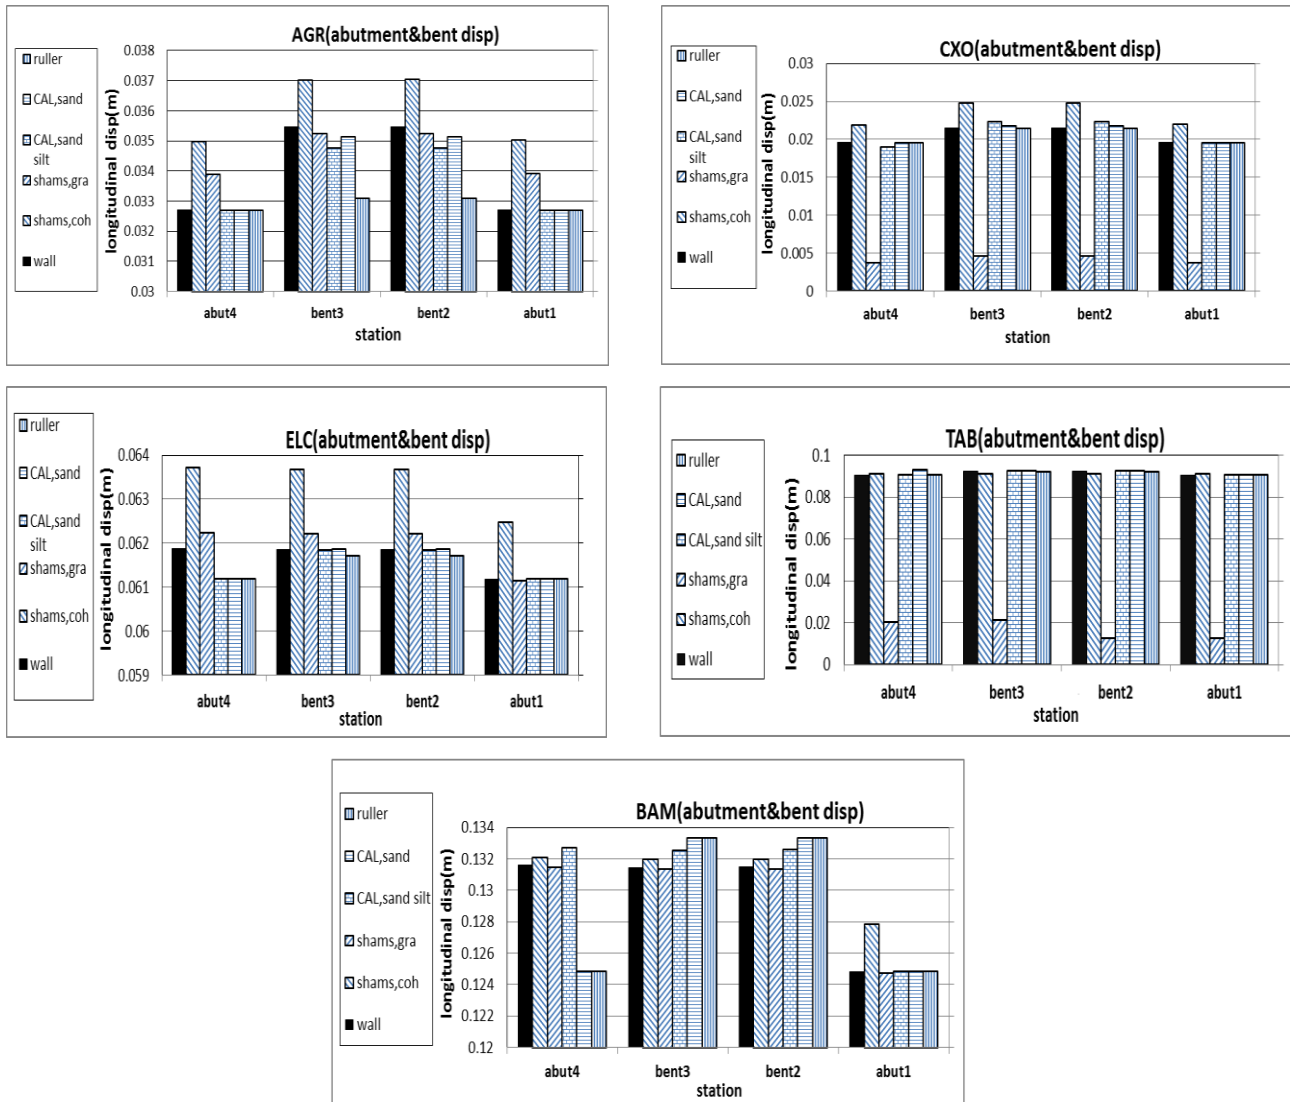 AGR(abutment&bent disp)
ruller
CAL,sand
CAL,sand
silt
shams,gra
shams,coh
wall
longitudinal disp(m)
0.038
0.037
0.036
0.035
0.034
0.033
0.032
0.031
0.03
abut4 bent3 bent2 abut1
station
CXO(abutment&bent disp)
ruller
CAL,sand
CAL,sand
silt
shams,gra
shams,coh
wall
longitudinal disp(m)
0.03
0.025
0.02
0.015
0.01
0.005
0
abut4 bent3 bent2 abut1
station
ELC(abutment&bent disp)
ruller
CAL,sand
CAL,sand
silt
shams,gra
shams,coh
wall
longitudinal disp(m)
0.064
0.063
0.062
0.061
0.06
0.059
abut4 bent3 bent2 abut1
station
TAB(abutment&bent disp)
ruller
CAL,sand
CAL,sand silt
shams,gra
shams,coh
wall
longitudinal disp(m)
0.1
0.08
0.06
0.04
0.02
0
abut4 bent3 bent2 abut1
station
BAM(abutment&bent disp)
ruller
CAL,sand
CAL,sand silt
shams,gra
shams,coh
wall
longitudinal disp(m)
0.134
0.132
0.13
0.128
0.126
0.124
0.122
0.12
abut4 bent3 bent2 abut1
station